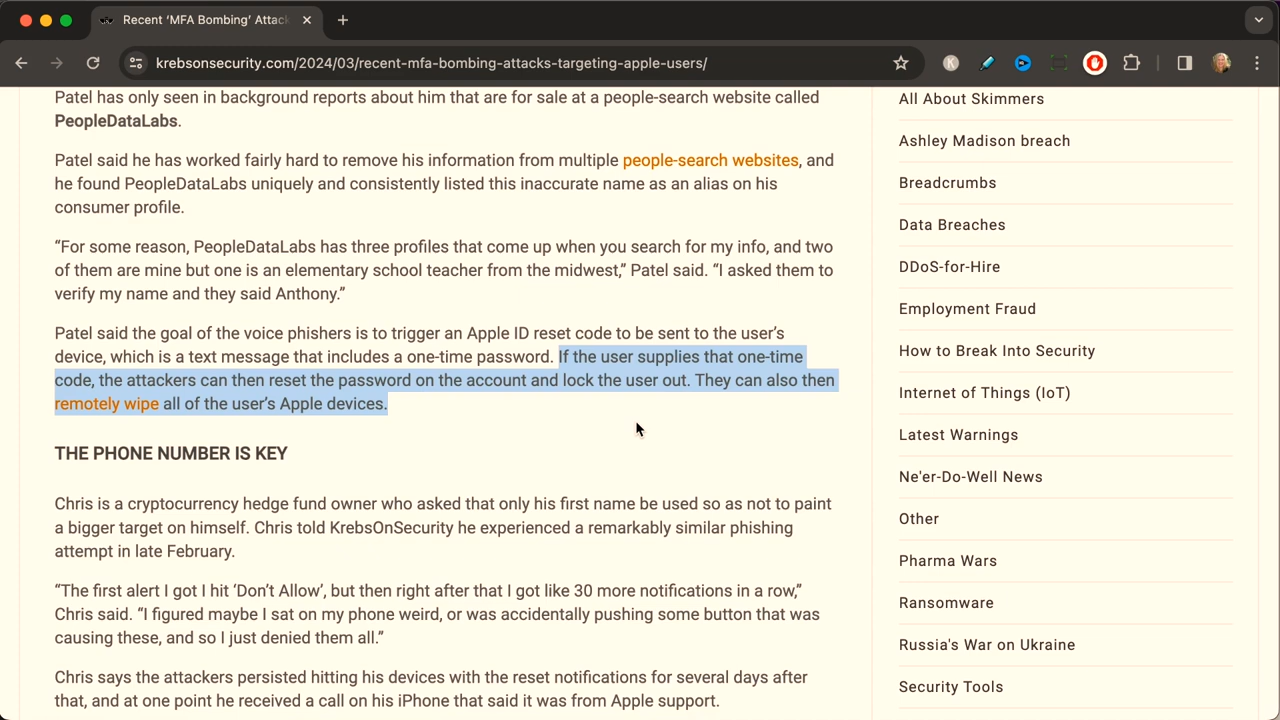 Recent ‘MFA Bombing’ Attack
krebsonsecurity.com/2024/03/recent-mfa-bombing-attacks-targeting-apple-users/
K
Patel has only seen in background reports about him that are for sale at a people-search website called
PeopleDataLabs.
Patel said he has worked fairly hard to remove his information from multiple people-search websites, and
he found PeopleDataLabs uniquely and consistently listed this inaccurate name as an alias on his
consumer profile.
“For some reason, PeopleDataLabs has three profiles that come up when you search for my info, and two
of them are mine but one is an elementary school teacher from the midwest,” Patel said. “I asked them to
verify my name and they said Anthony.”
Patel said the goal of the voice phishers is to trigger an Apple ID reset code to be sent to the user’s
device, which is a text message that includes a one-time password. If the user supplies that one-time
code, the attackers can then reset the password on the account and lock the user out. They can also then
remotely wipe all of the user’s Apple devices.
THE PHONE NUMBER IS KEY
Chris is a cryptocurrency hedge fund owner who asked that only his first name be used so as not to paint
a bigger target on himself. Chris told KrebsOnSecurity he experienced a remarkably similar phishing
attempt in late February.
“The first alert I got I hit ‘Don’t Allow’, but then right after that I got like 30 more notifications in a row,”
Chris said. “I figured maybe I sat on my phone weird, or was accidentally pushing some button that was
causing these, and so I just denied them all.”
Chris says the attackers persisted hitting his devices with the reset notifications for several days after
that, and at one point he received a call on his iPhone that said it was from Apple support.
All About Skimmers
Ashley Madison breach
Breadcrumbs
Data Breaches
DDoS-for-Hire
Employment Fraud
How to Break Into Security
Internet of Things (IoT)
Latest Warnings
Ne'er-Do-Well News
Other
Pharma Wars
Ransomware
Russia's War on Ukraine
Security Tools